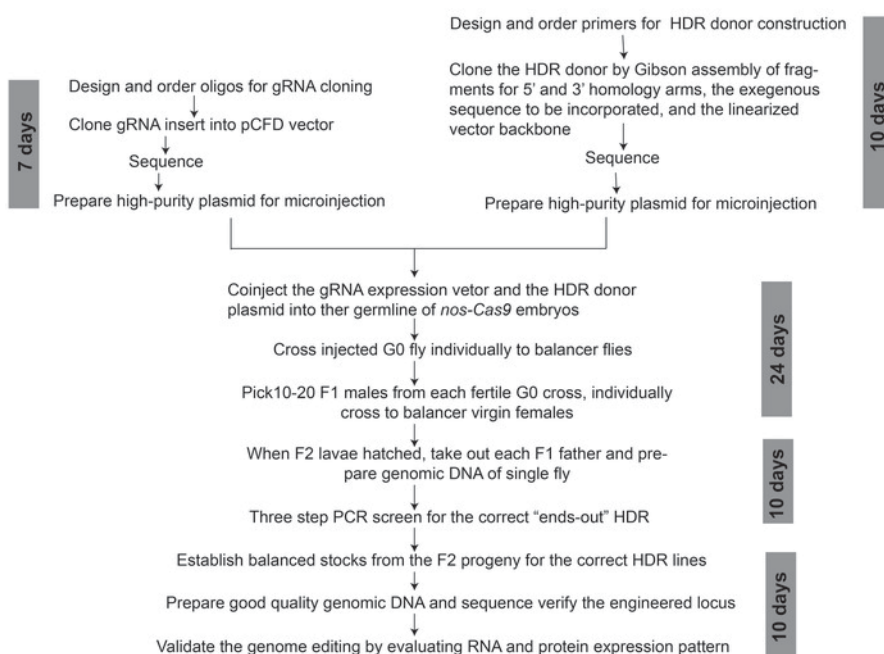 Design and order primers for HDR donor construction
Clone the HDR donor by Gibson assembly of frag-
ments for 5' and 3' homology arms, the exegenous
sequence to be incorporated, and the linearized
vector backbone
Sequence
Prepare high-purity plasmid for microinjection
10 days
7 days
Design and order oligos for gRNA cloning
Clone gRNA insert into pCFD vector
Sequence
Prepare high-purity plasmid for microinjection
Coinject the gRNA expression vetor and the HDR donor
plasmid into ther germline of nos-Cas9 embryos
Cross injected G0 fly individually to balancer flies
Pick10-20 F1 males from each fertile G0 cross, individually
cross to balancer virgin females
24 days
When F2 lavae hatched, take out each F1 father and pre-
pare genomic DNA of single fly
Three step PCR screen for the correct “ends-out” HDR
10 days
Establish balanced stocks from the F2 progeny for the correct HDR lines
Prepare good quality genomic DNA and sequence verify the engineered locus
Validate the genome editing by evaluating RNA and protein expression pattern
10 days